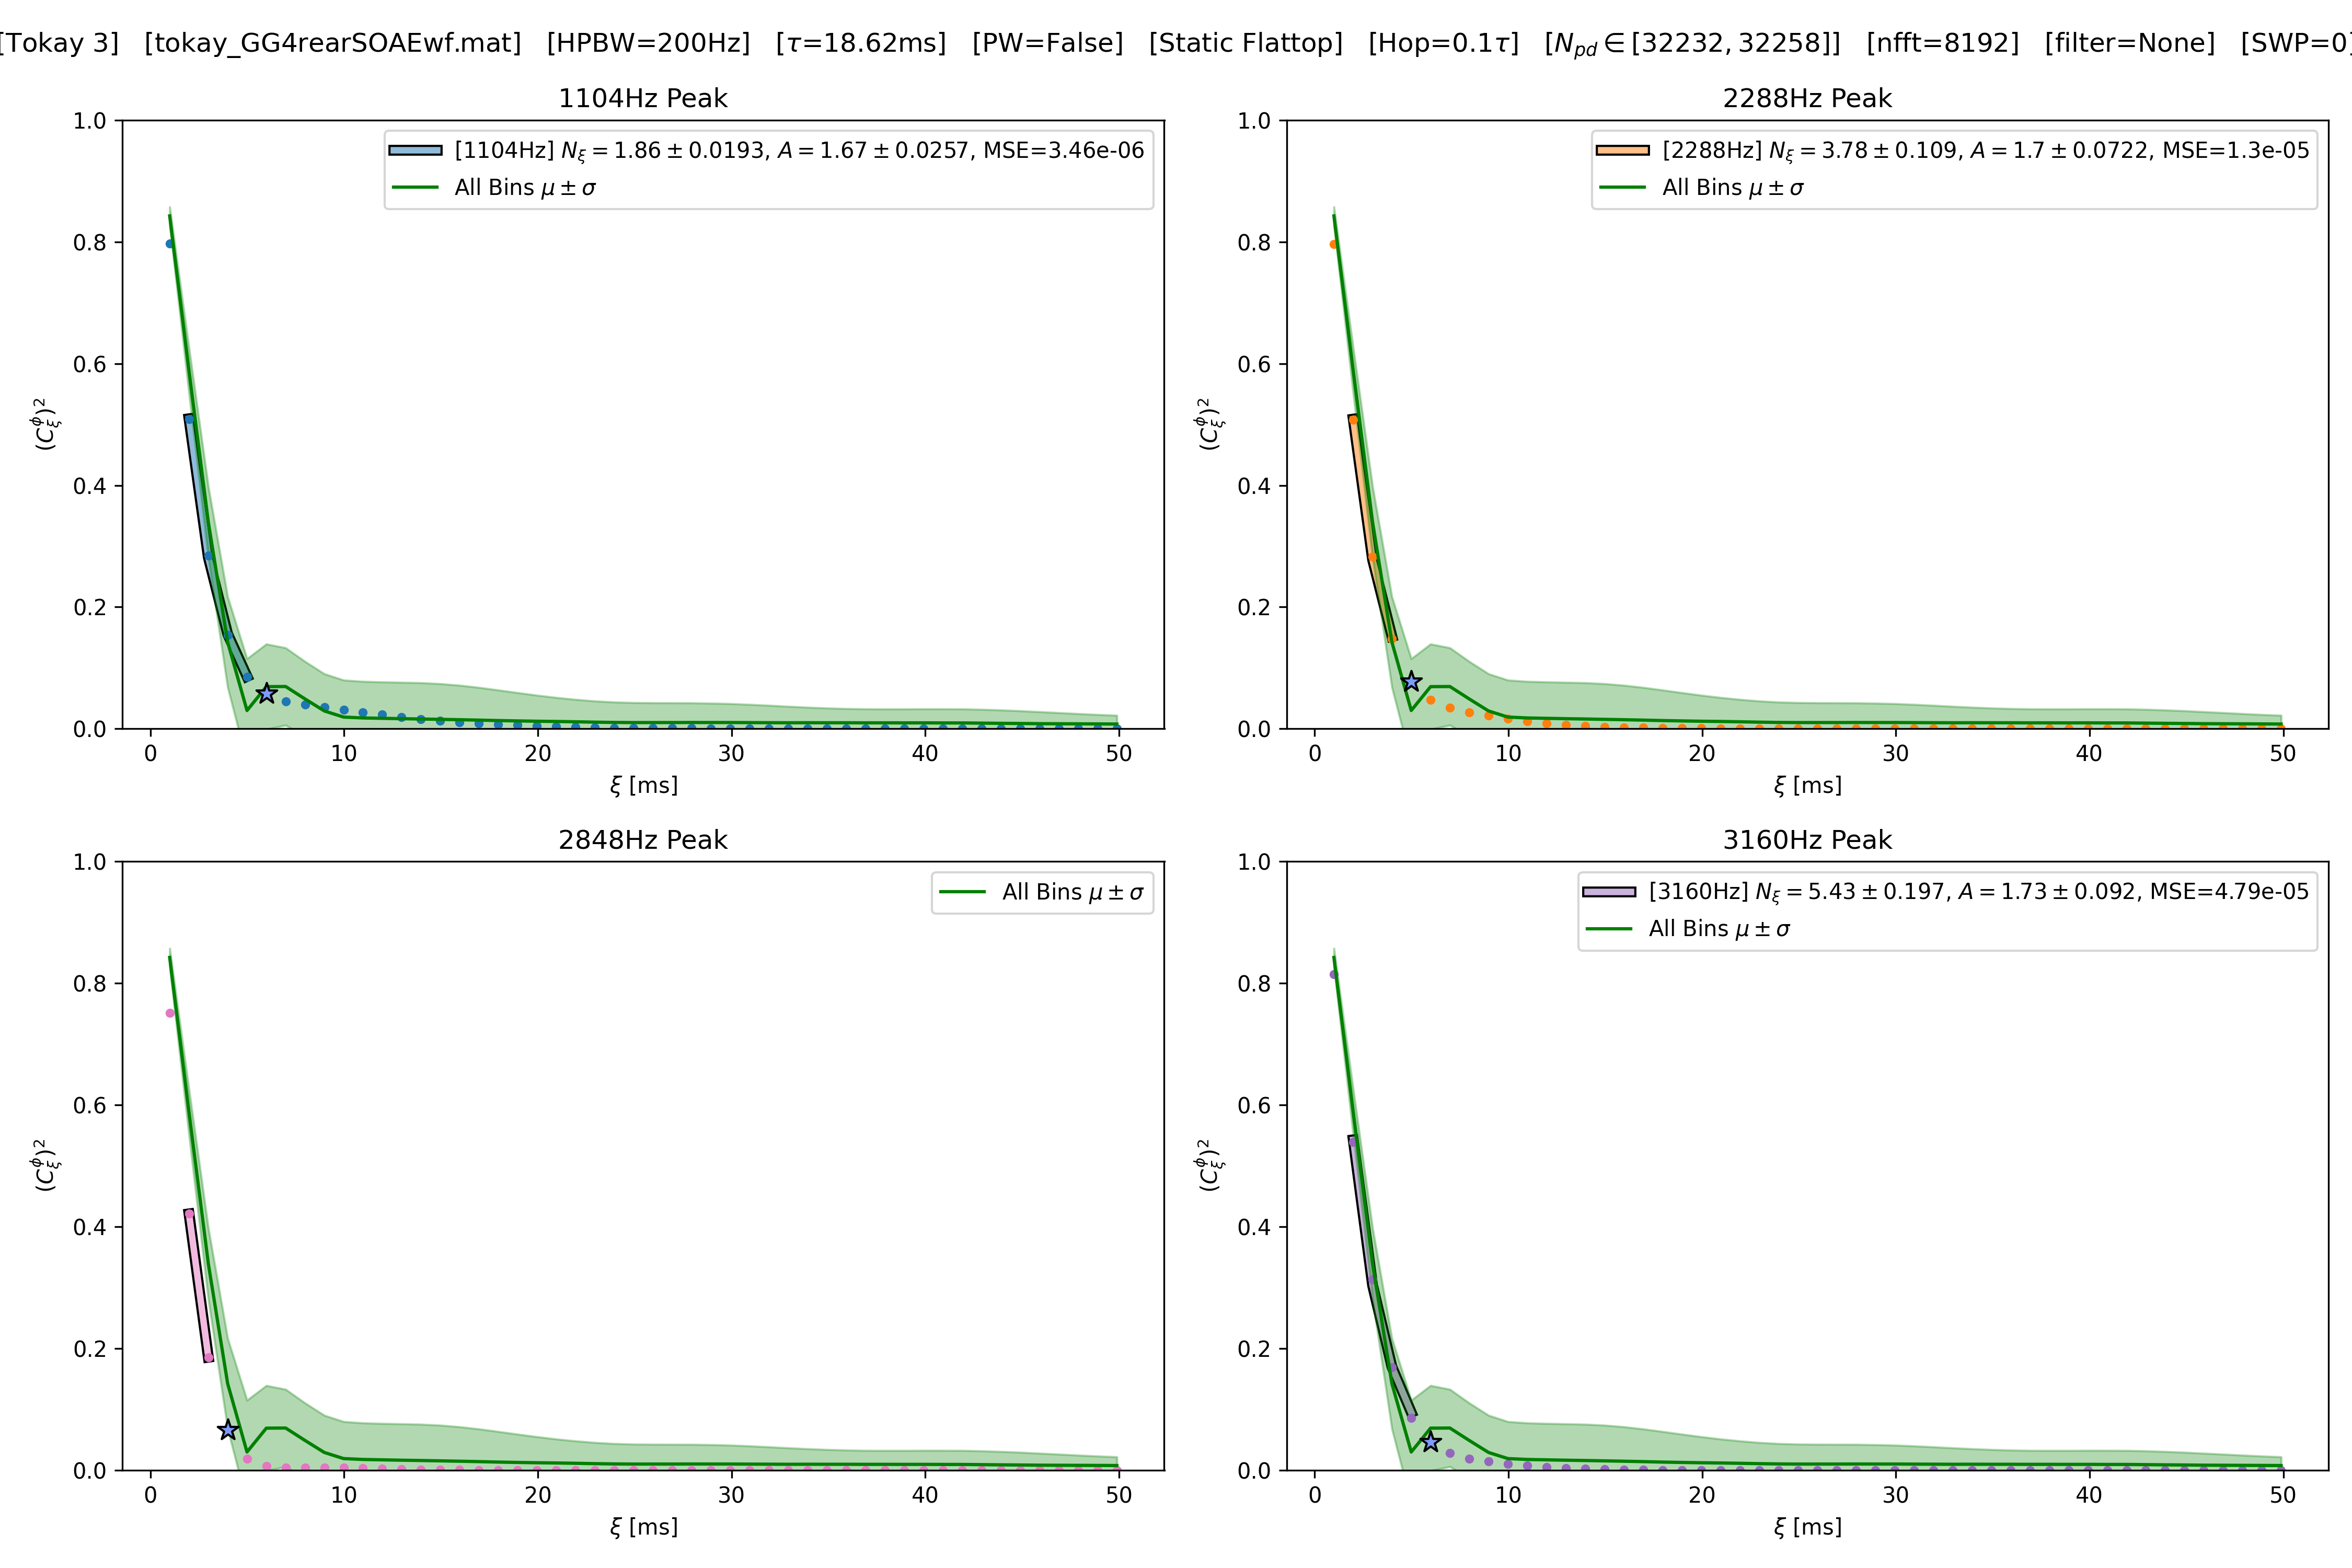 [Tokay 3] [tokay_GG4rearSOAEwf.mat] [HPBW=200Hz] [τ=18.62ms] [PW=False] [Static Flattop] [Hop=0.1τ] [N_pd ∈ [32232, 32258]] [nfft=8192] [filter=None] [SWP=0]
1104Hz Peak
[1104Hz] N_ξ = 1.86 ± 0.0193, A = 1.67 ± 0.0257, MSE=3.46e-06
All Bins μ ± σ
1.0
0.8
0.6
0.4
0.2
0.0
(C_ξ^ϕ)^2
0 10 20 30 40 50
ξ [ms]
2288Hz Peak
[2288Hz] N_ξ = 3.78 ± 0.109, A = 1.7 ± 0.0722, MSE=1.3e-05
All Bins μ ± σ
1.0
0.8
0.6
0.4
0.2
0.0
(C_ξ^ϕ)^2
0 10 20 30 40 50
ξ [ms]
2848Hz Peak
All Bins μ ± σ
1.0
0.8
0.6
0.4
0.2
0.0
(C_ξ^ϕ)^2
0 10 20 30 40 50
ξ [ms]
3160Hz Peak
[3160Hz] N_ξ = 5.43 ± 0.197, A = 1.73 ± 0.092, MSE=4.79e-05
All Bins μ ± σ
1.0
0.8
0.6
0.4
0.2
0.0
(C_ξ^ϕ)^2
0 10 20 30 40 50
ξ [ms]